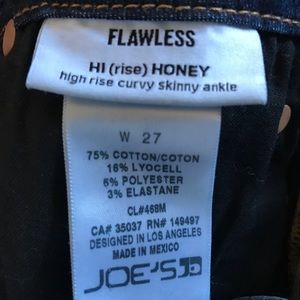 FLAWLESS
HI (rise) HONEY
high rise curvy skinny ankle
W 27
75% COTTON/COTON
16% LYOCELL
6% POLYESTER
3% ELASTANE
CL#468M
CA# 35037 RN# 149497
DESIGNED IN LOS ANGELES
MADE IN MEXICO
JOE'S